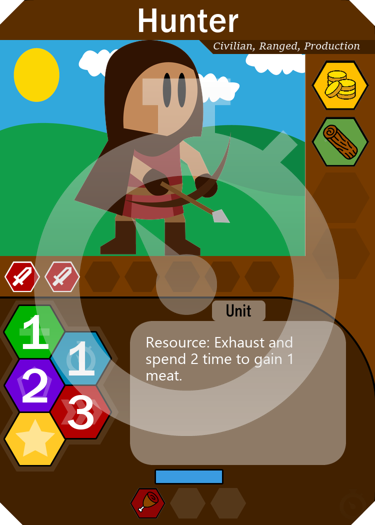 Hunter
Civilian, Ranged, Production
1
1
2
3
Unit
Resource: Exhaust and
spend 2 time to gain 1
meat.